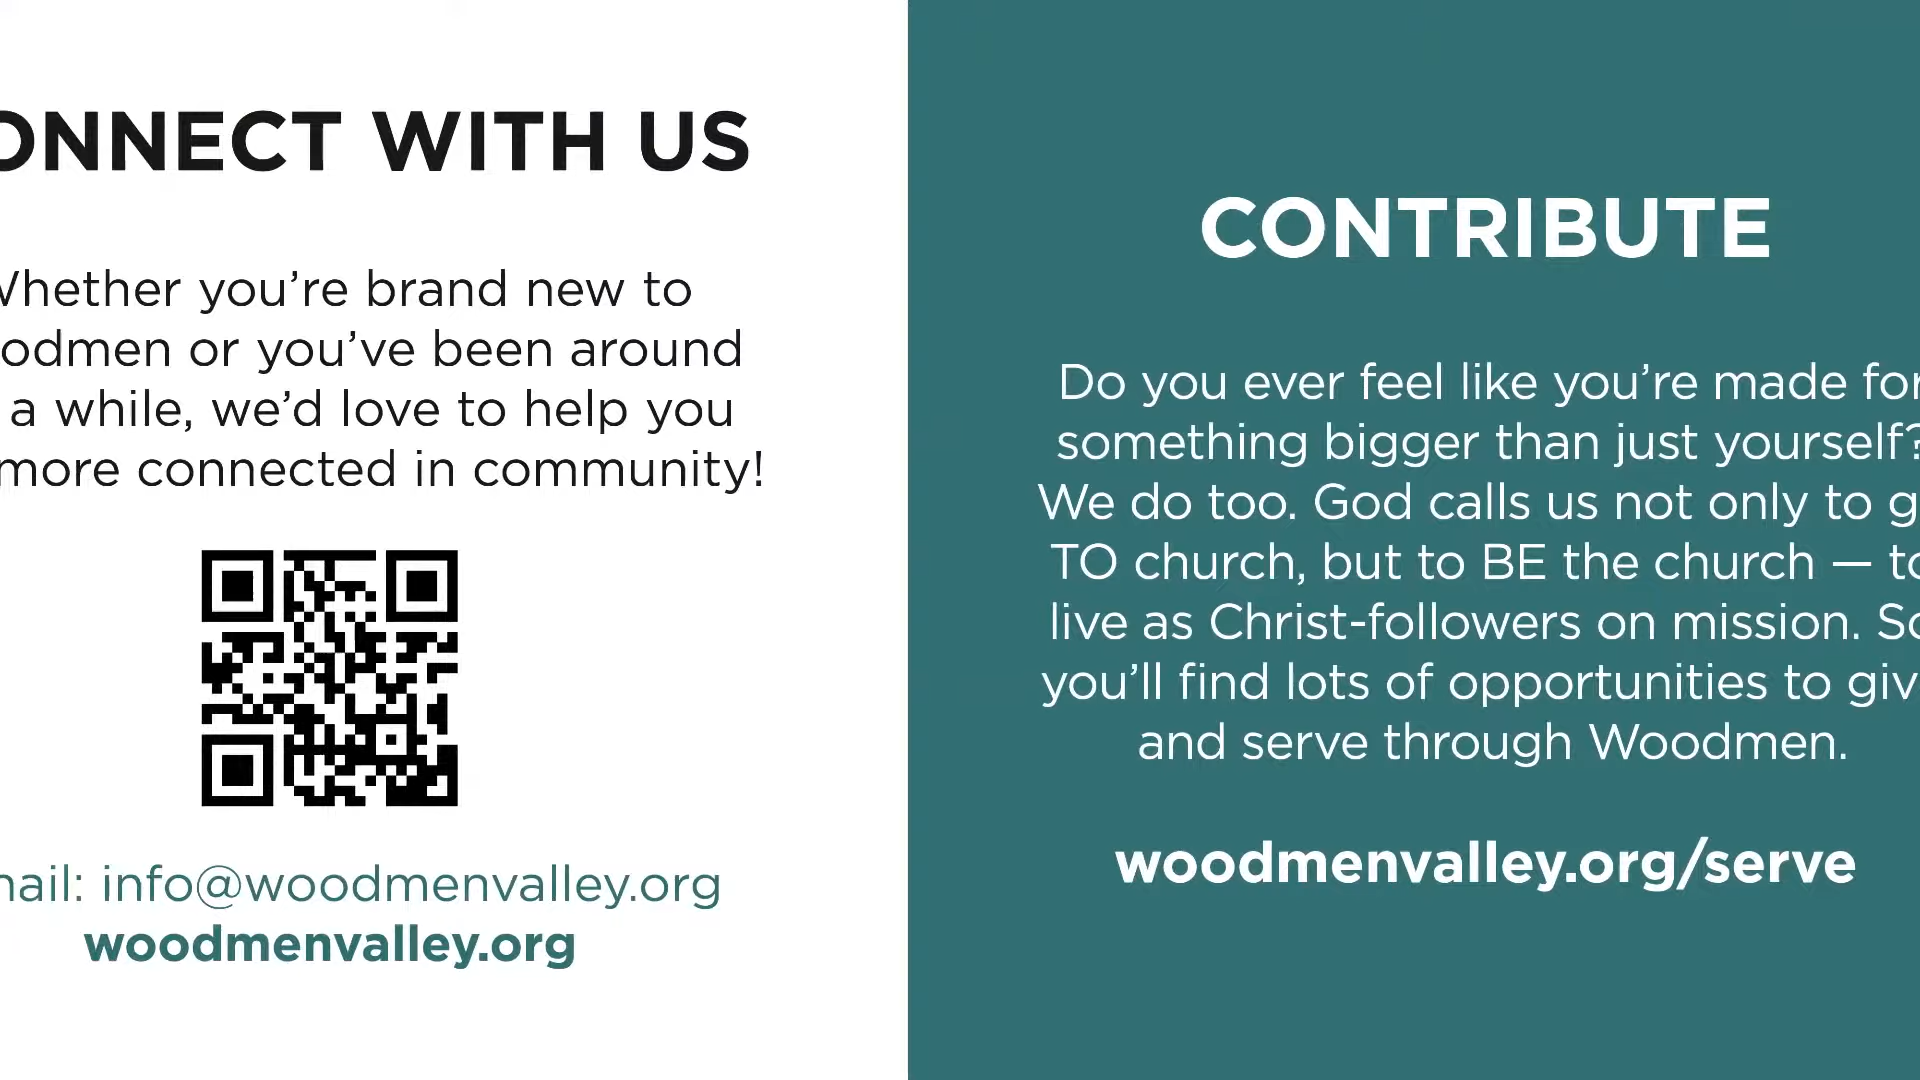 ONNECT WITH US
Whether you’re brand new to
odmen or you’ve been around
a while, we’d love to help you
more connected in community!
nail: info@woodmenvalley.org
woodmenvalley.org
CONTRIBUTE
Do you ever feel like you’re made for
something bigger than just yourself?
We do too. God calls us not only to g
TO church, but to BE the church — to
live as Christ-followers on mission. So
you’ll find lots of opportunities to giv
and serve through Woodmen.
woodmenvalley.org/serve